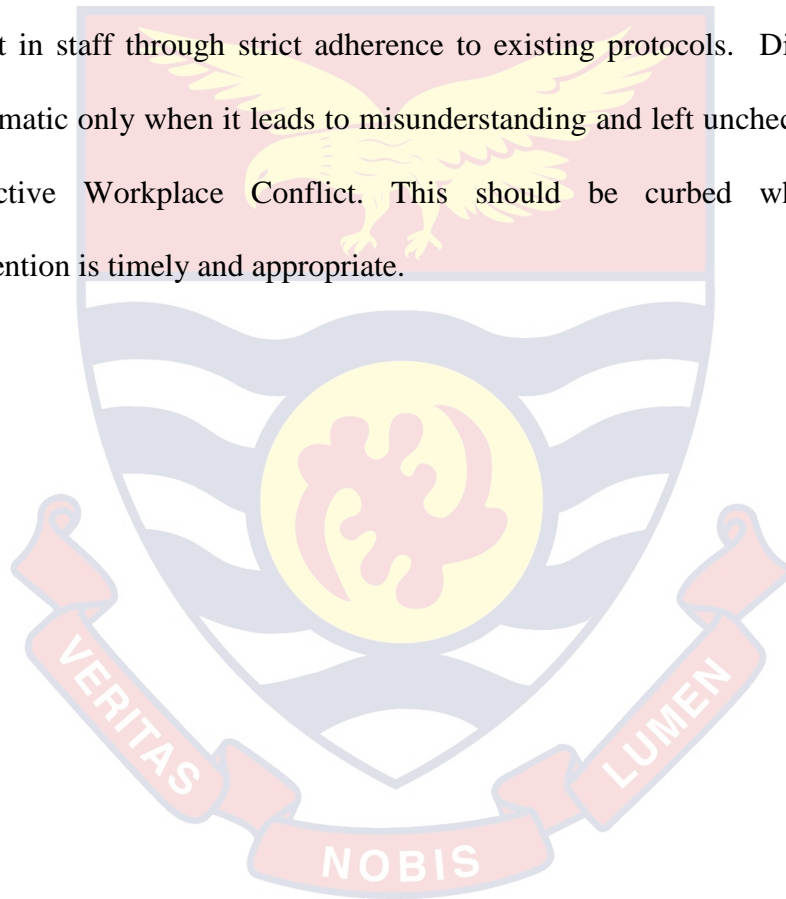 t in staff through strict adherence to existing protocols. Di
matic only when it leads to misunderstanding and left unchec
ctive Workplace Conflict. This should be curbed wh
ention is timely and appropriate.
VERITAS
NOBIS
LUMEN